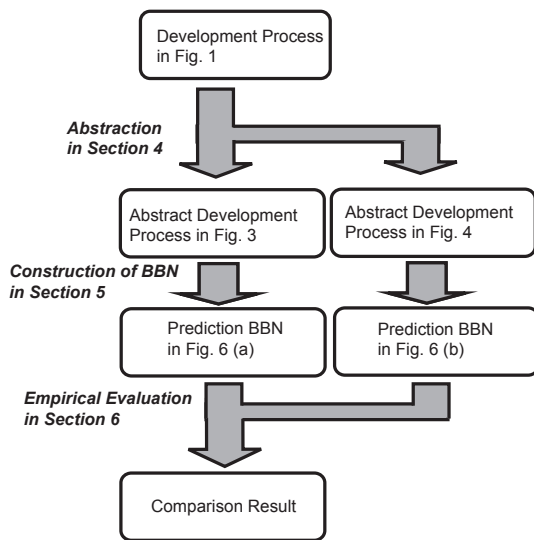 Development Process
in Fig. 1
Abstraction
in Section 4
Abstract Development
Process in Fig. 3
Abstract Development
Process in Fig. 4
Construction of BBN
in Section 5
Prediction BBN
in Fig. 6 (a)
Prediction BBN
in Fig. 6 (b)
Empirical Evaluation
in Section 6
Comparison Result